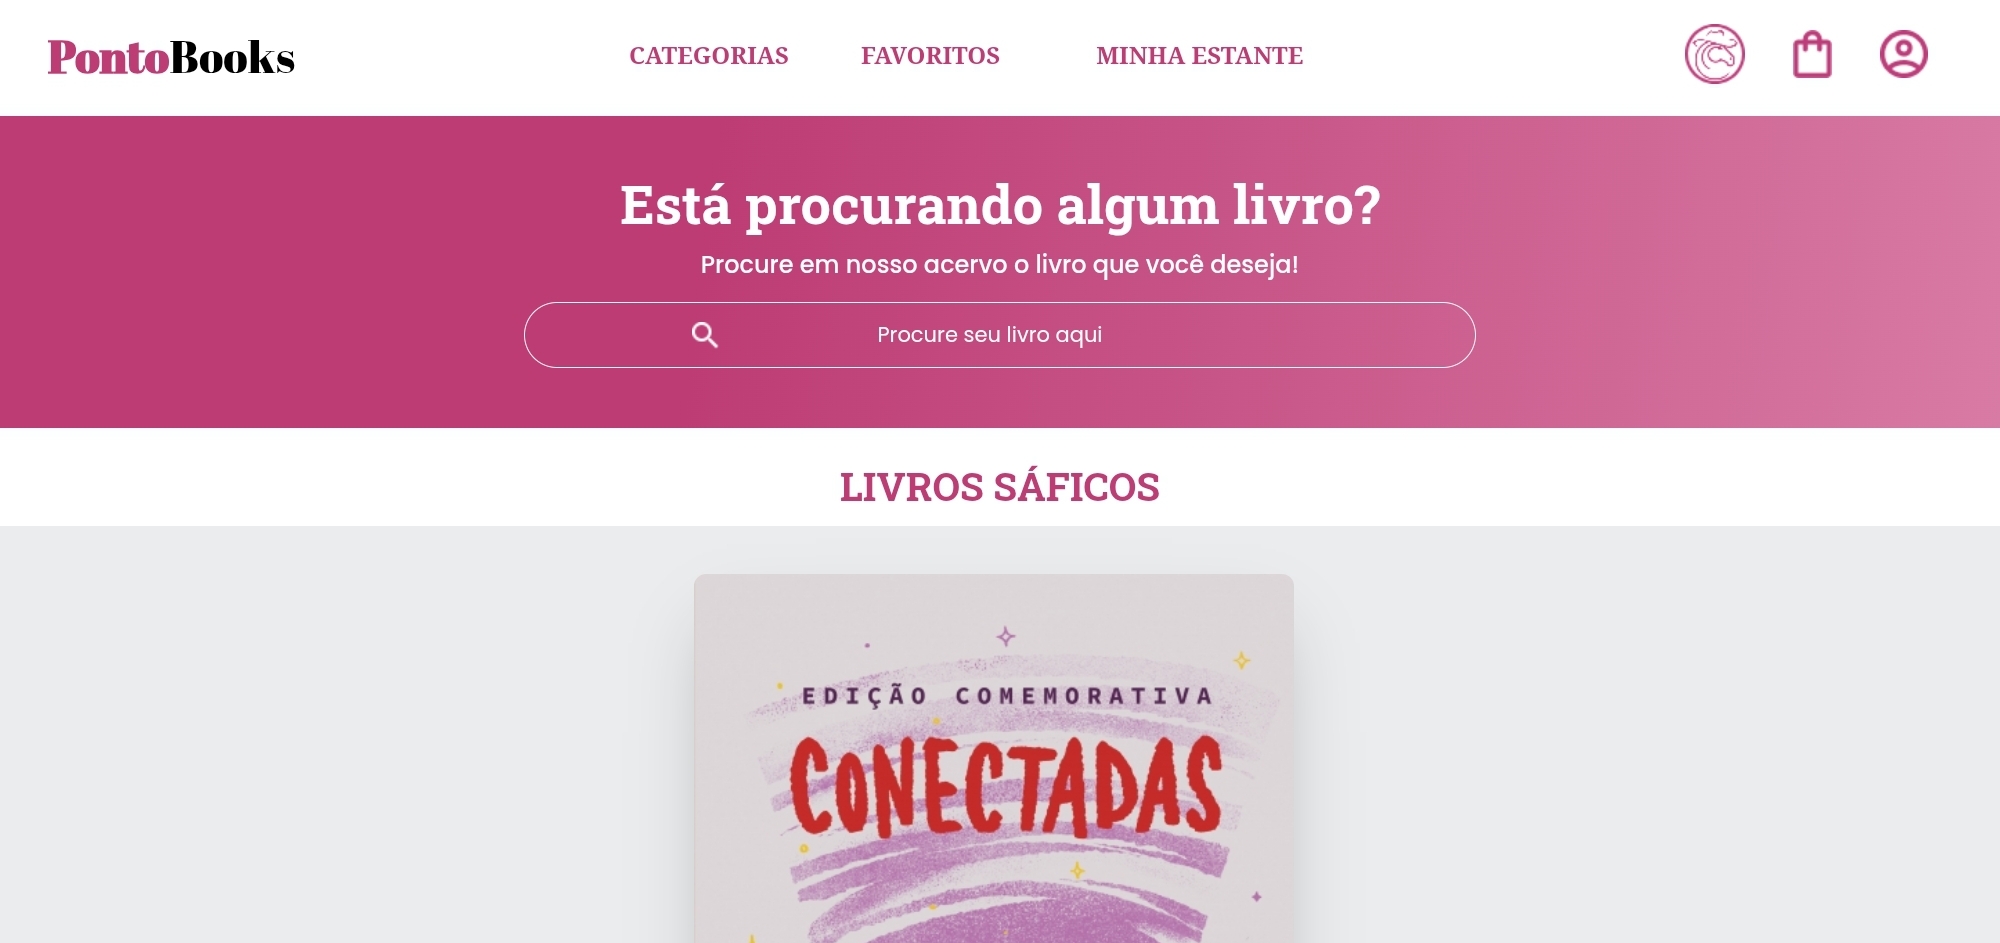 PontoBooks
CATEGORIAS FAVORITOS MINHA ESTANTE
Está procurando algum livro?
Procure em nosso acervo o livro que você deseja!
Procure seu livro aqui
LIVROS SÁFICOS
EDIÇÃO COMEMORATIVA
CONECTADAS